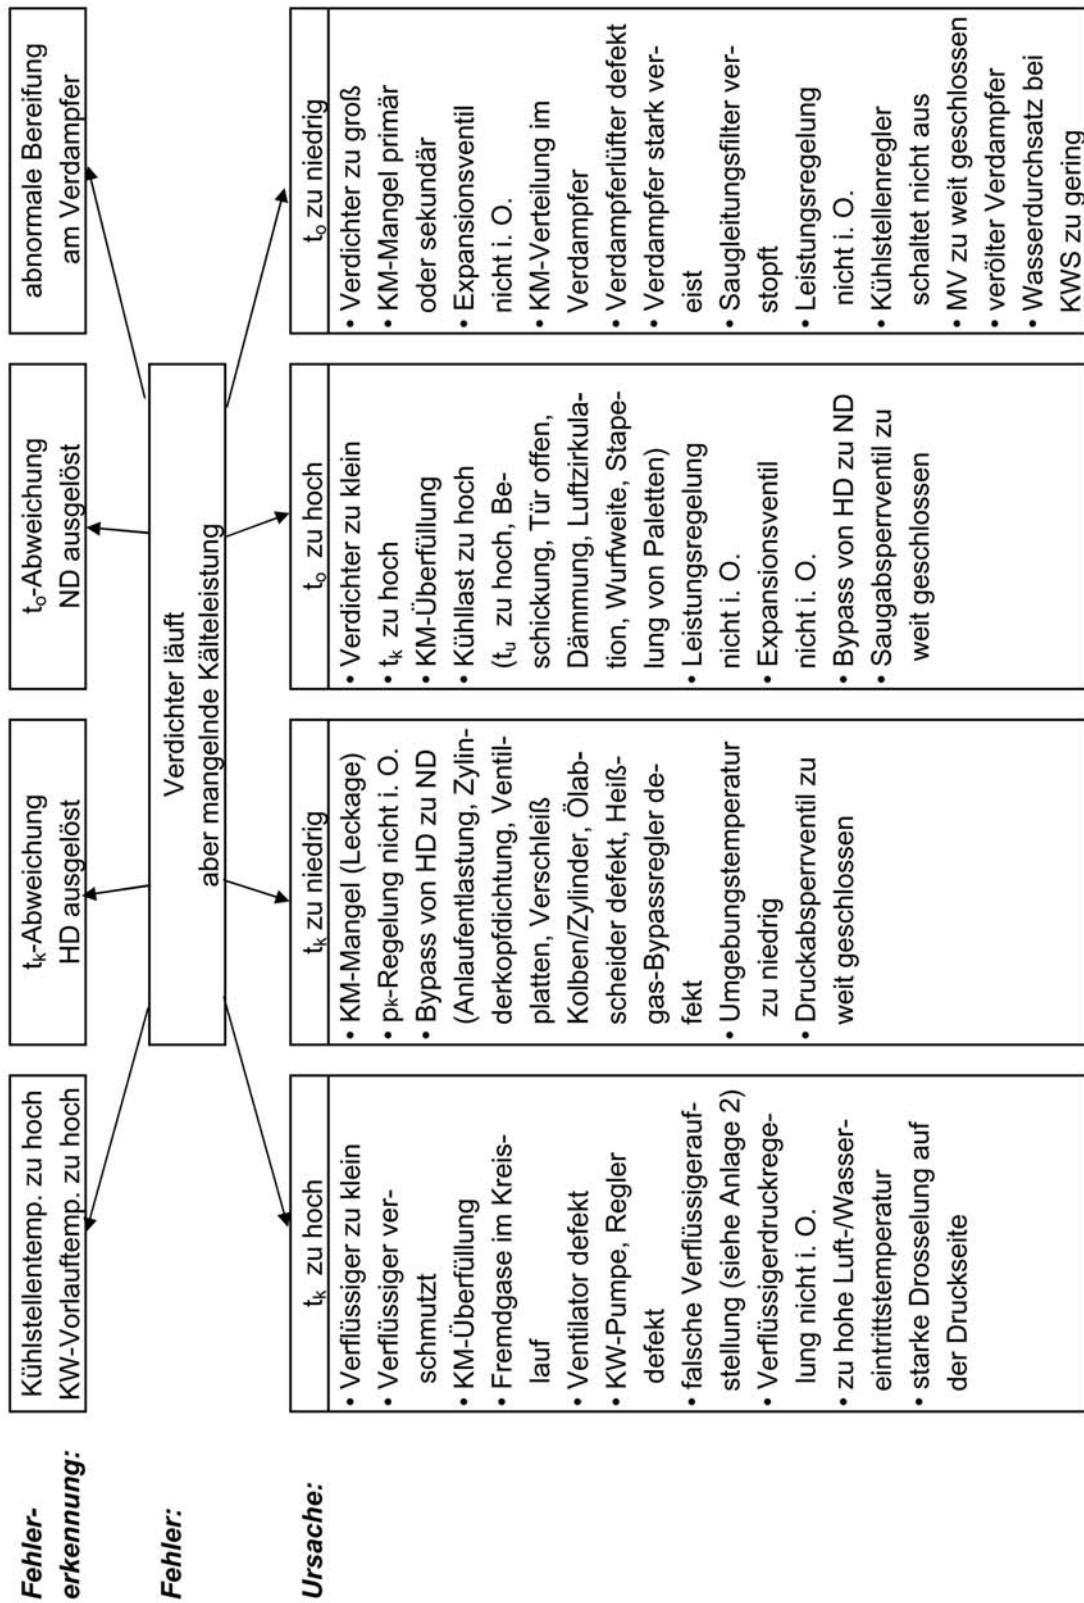 Fehler-
erkennung:
Kühlstellentemp. zu hoch
KW-Vorlauftemp. zu hoch
tk-Abweichung
HD ausgelöst
to-Abweichung
ND ausgelöst
abnormale Bereifung
am Verdampfer
Fehler:
Verdichter läuft
aber mangelnde Kälteleistung
Ursache:
tk zu hoch
• Verflüssiger zu klein
• Verflüssiger ver-
schmutzt
• KM-Überfüllung
• Fremdgase im Kreis-
lauf
• Ventilator defekt
• KW-Pumpe, Regler
defekt
• falsche Verflüssigerauf-
stellung (siehe Anlage 2)
• Verflüssigerdruckrege-
lung nicht i. O.
• zu hohe Luft-/Wasser-
eintrittstemperatur
• starke Drosselung auf
der Druckseite
tk zu niedrig
• KM-Mangel (Leckage)
• pk-Regelung nicht i. O.
• Bypass von HD zu ND
(Anlaufentlastung, Zylin-
derkopfdichtung, Ventil-
platten, Verschleiß
Kolben/Zylinder, Ölab-
scheider defekt, Heiß-
gas-Bypassregler de-
fekt
• Umgebungstemperatur
zu niedrig
• Druckabsperrventil zu
weit geschlossen
to zu hoch
• Verdichter zu klein
• tk zu hoch
• KM-Überfüllung
• Kühllast zu hoch
(tu zu hoch, Be-
schickung, Tür offen,
Dämmung, Luftzirkula-
tion, Wurfweite, Stape-
lung von Paletten)
• Leistungsregelung
nicht i. O.
• Expansionsventil
nicht i. O.
• Bypass von HD zu ND
• Saugabsperrventil zu
weit geschlossen
to zu niedrig
• Verdichter zu groß
• KM-Mangel primär
oder sekundär
• Expansionsventil
nicht i. O.
• KM-Verteilung im
Verdampfer
• Verdampferlüfter defekt
• Verdampfer stark ver-
eist
• Saugleitungsfilter ver-
stopft
• Leistungsregelung
nicht i. O.
• Kühlstellenregler
schaltet nicht aus
• MV zu weit geschlossen
• verölter Verdampfer
• Wasserdurchsatz bei
KWS zu gering